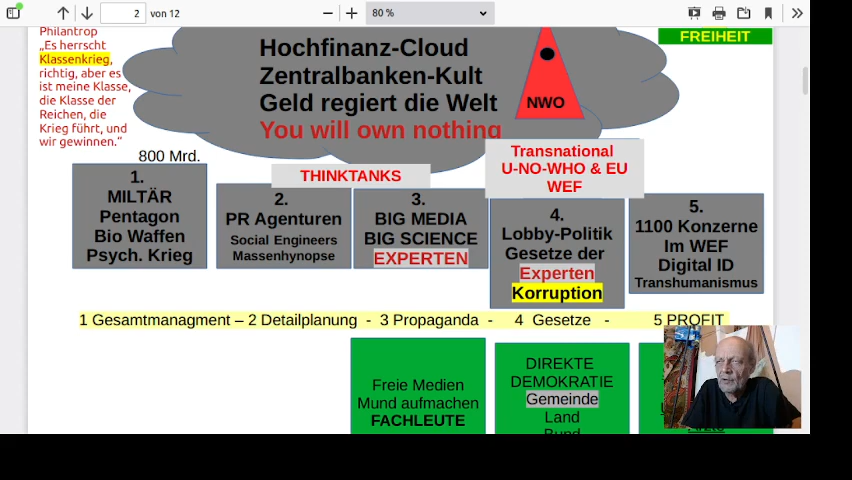 2
von 12
80 %
Philantrop
„Es herrscht
Klassenkrieg,
richtig, aber es
ist meine Klasse,
die Klasse der
Reichen, die
Krieg führt, und
wir gewinnen.“
Hochfinanz-Cloud
Zentralbanken-Kult
Geld regiert die Welt
You will own nothing
NWO
FREIHEIT
800 Mrd.
THINKTANKS
Transnational
U-NO-WHO & EU
WEF
1.
MILTÄR
Pentagon
Bio Waffen
Psych. Krieg
2.
PR Agenturen
Social Engineers
Massenhynopse
3.
BIG MEDIA
BIG SCIENCE
EXPERTEN
4.
Lobby-Politik
Gesetze der
Experten
Korruption
5.
1100 Konzerne
Im WEF
Digital ID
Transhumanismus
1 Gesamtmanagment – 2 Detailplanung - 3 Propaganda - 4 Gesetze - 5 PROFIT
Freie Medien
Mund aufmachen
FACHLEUTE
DIREKTE
DEMOKRATIE
Gemeinde
Land
Bund